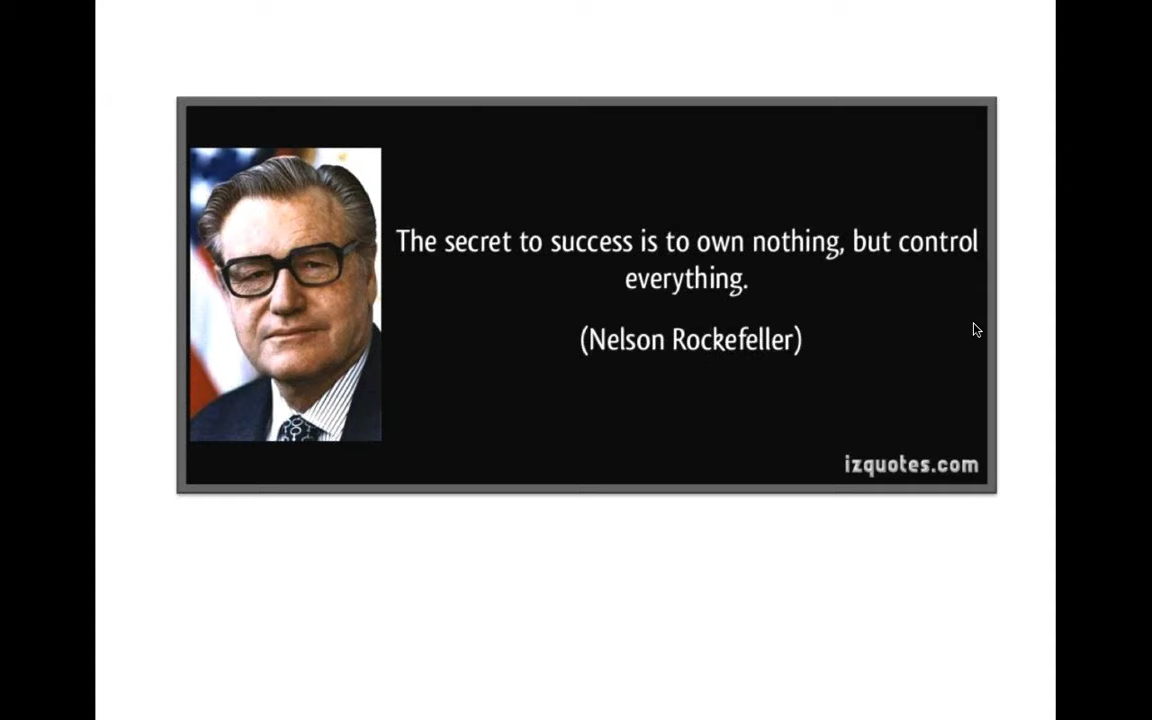 The secret to success is to own nothing, but control
everything.
(Nelson Rockefeller)
izquotes.com